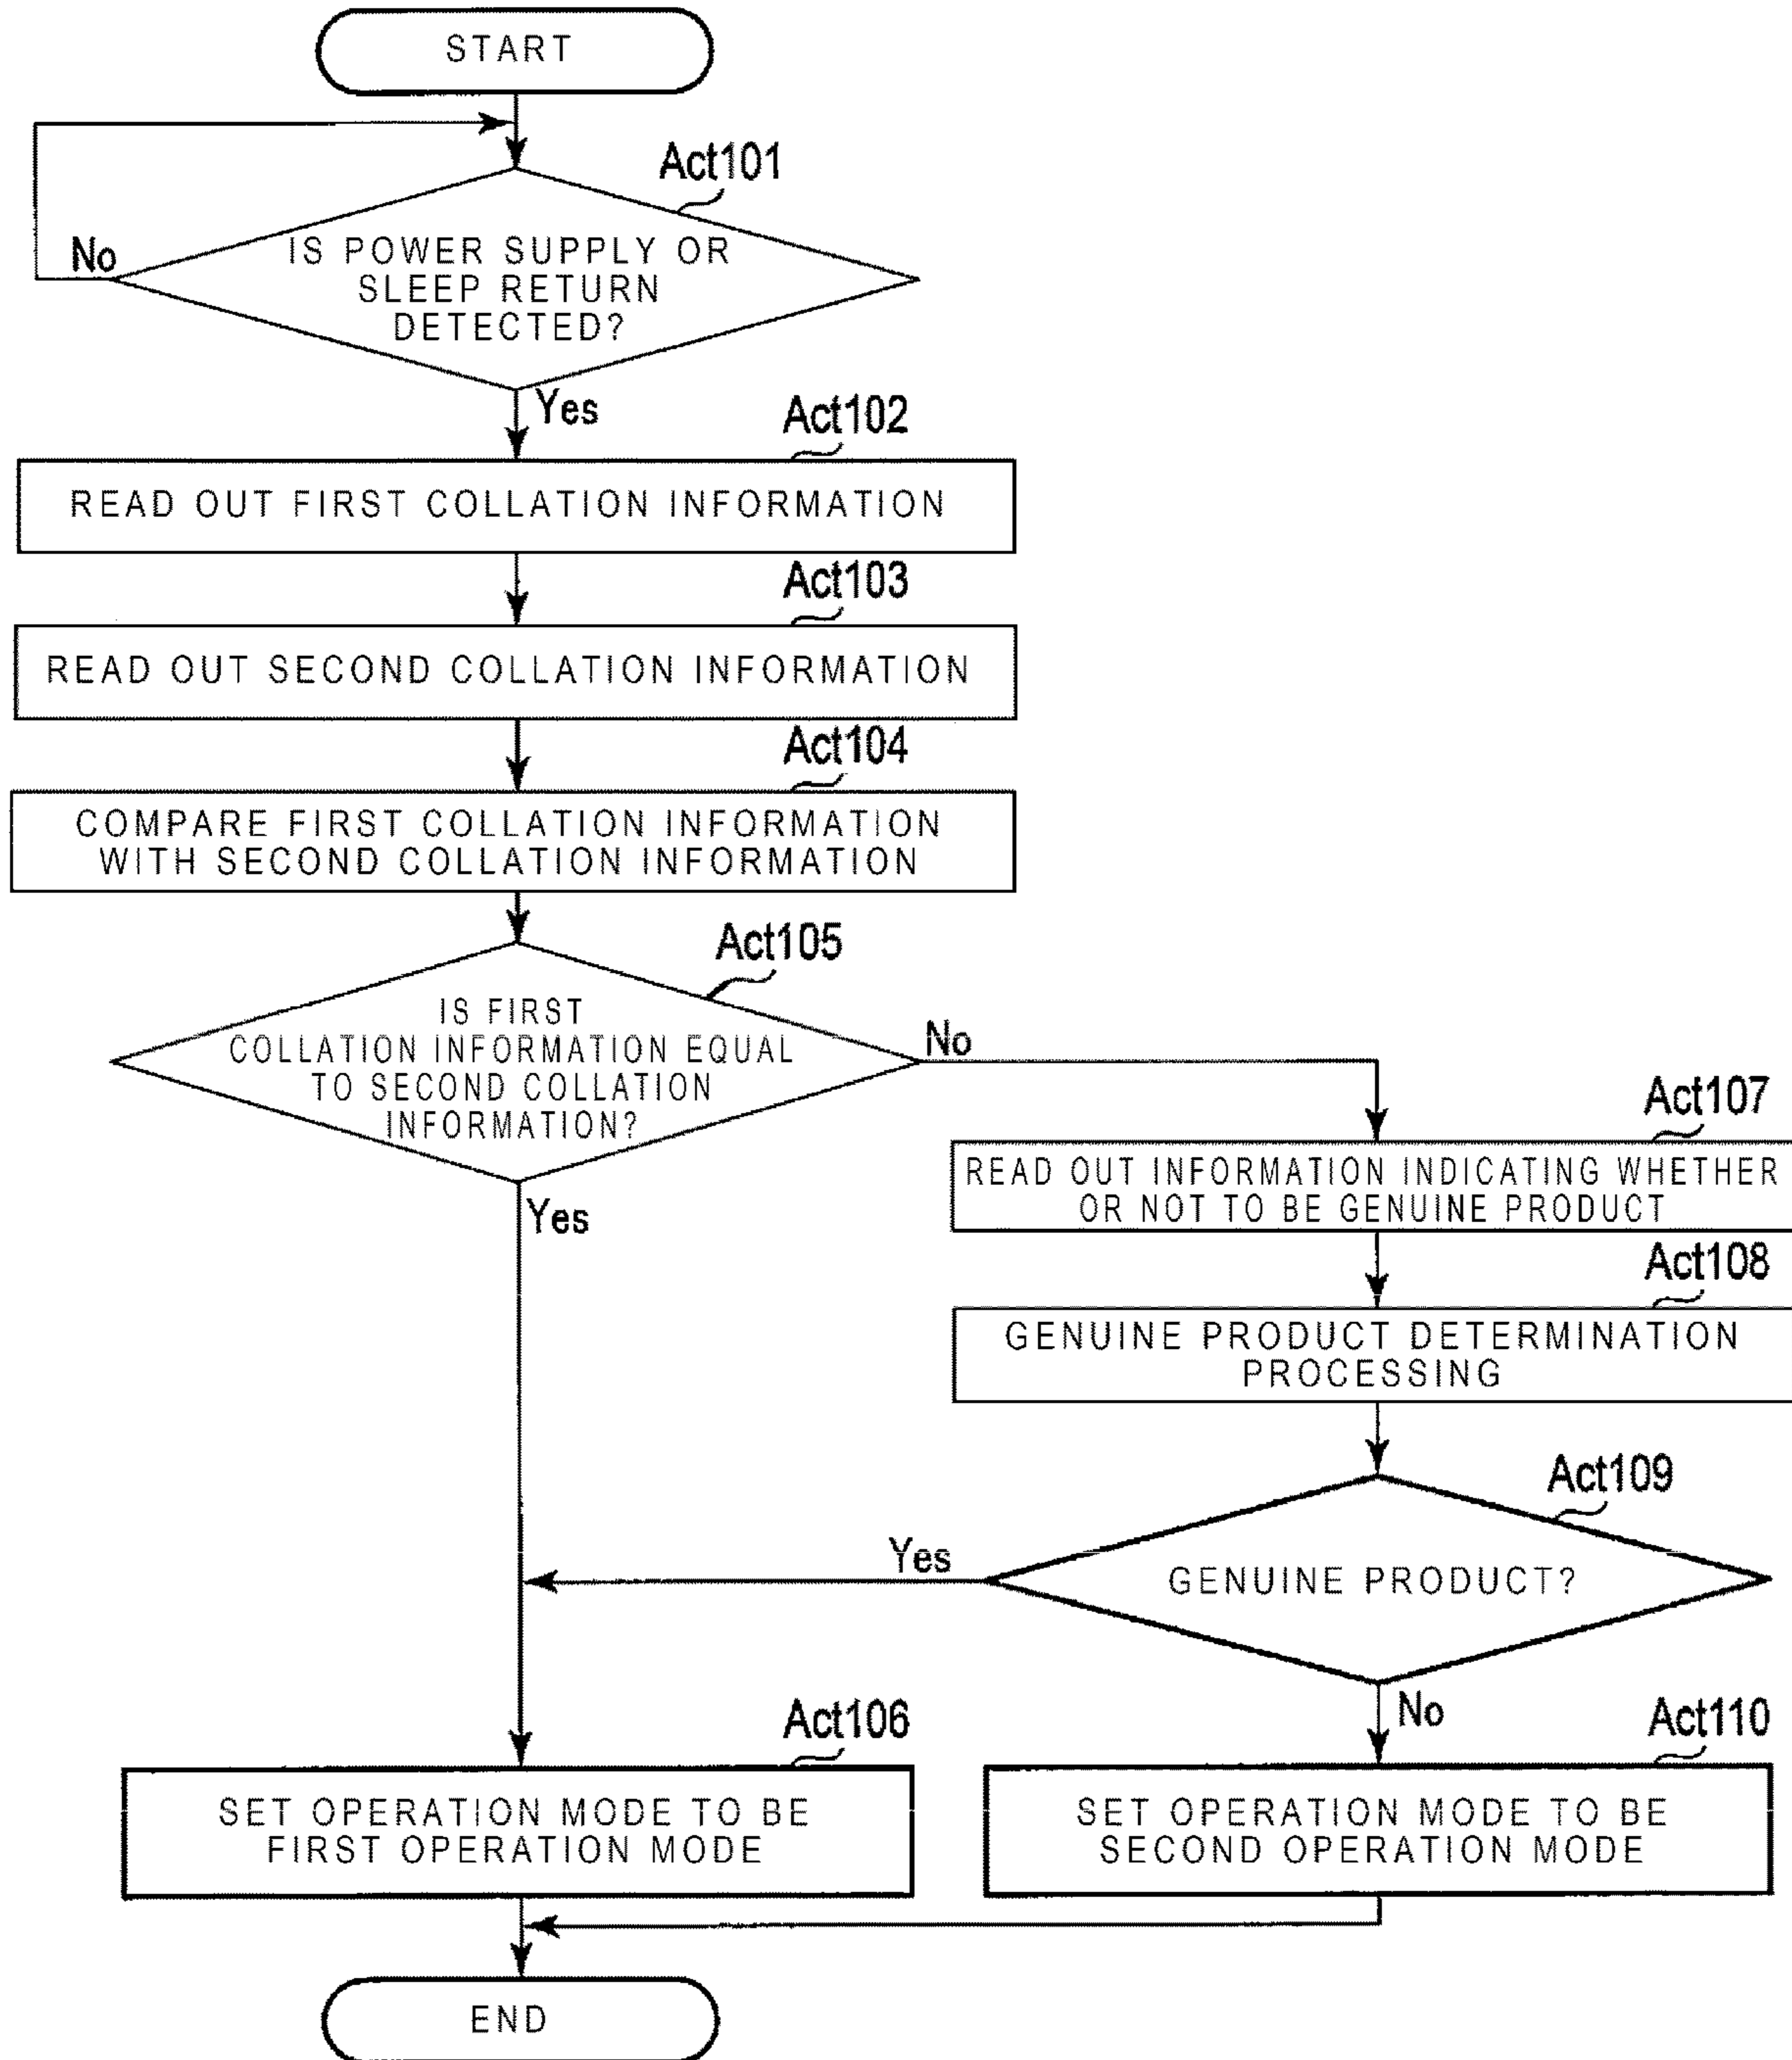 START
Act101
No
IS POWER SUPPLY OR
SLEEP RETURN
DETECTED?
Yes
Act102
READ OUT FIRST COLLATION INFORMATION
Act103
READ OUT SECOND COLLATION INFORMATION
Act104
COMPARE FIRST COLLATION INFORMATION
WITH SECOND COLLATION INFORMATION
Act105
IS FIRST
COLLATION INFORMATION EQUAL
TO SECOND COLLATION
INFORMATION?
No
Yes
Act107
READ OUT INFORMATION INDICATING WHETHER
OR NOT TO BE GENUINE PRODUCT
Act108
GENUINE PRODUCT DETERMINATION
PROCESSING
Act109
Yes
GENUINE PRODUCT?
No
Act106
SET OPERATION MODE TO BE
FIRST OPERATION MODE
Act110
SET OPERATION MODE TO BE
SECOND OPERATION MODE
END